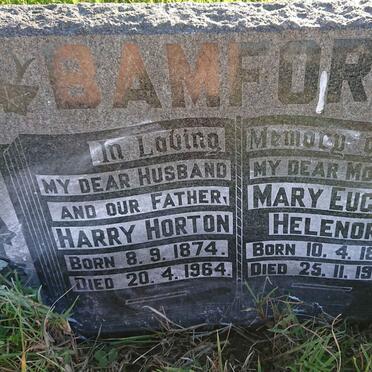 BAMFOR
In Loving
MY DEAR HUSBAND
AND OUR FATHER,
HARRY HORTON
BORN 8.9.1874.
DIED 20.4.1964.
Memory
MY DEAR MO
MARY EUG
HELENOR
BORN 10.4.18
DIED 25.11.19